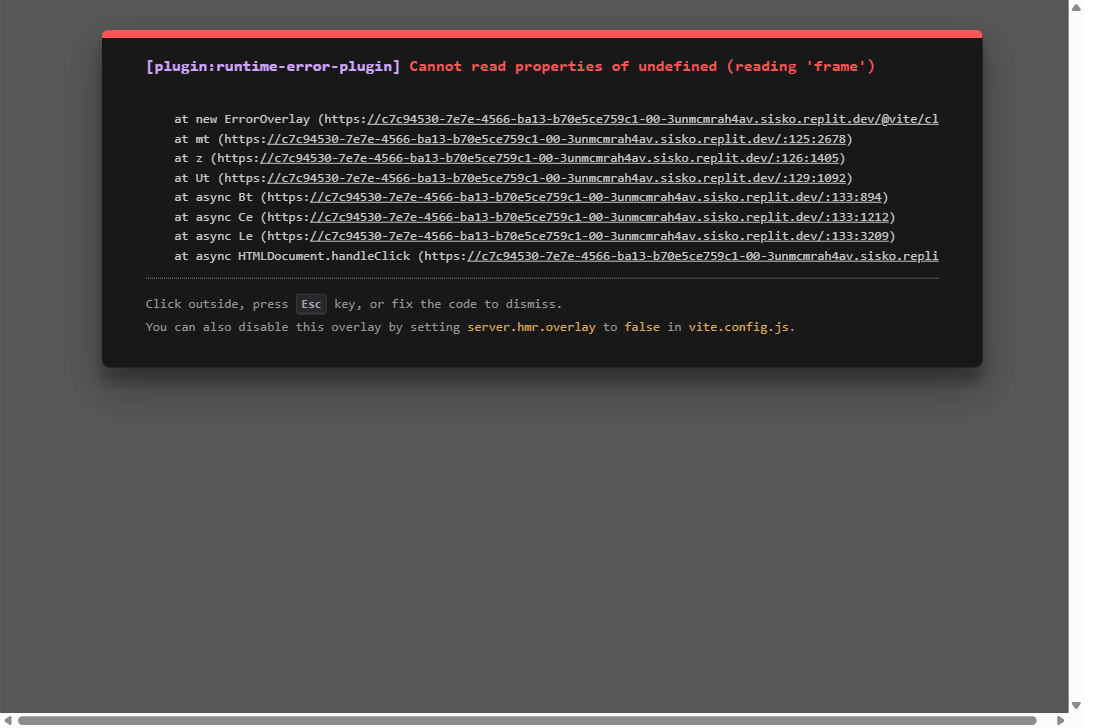 [plugin:runtime-error-plugin] Cannot read properties of undefined (reading 'frame')
at new ErrorOverlay (https://c7c94530-7e7e-4566-ba13-b70e5ce759c1-00-3unmcmrah4av.sisko.replit.dev/@vite/cl
at mt (https://c7c94530-7e7e-4566-ba13-b70e5ce759c1-00-3unmcmrah4av.sisko.replit.dev/:125:2678)
at z (https://c7c94530-7e7e-4566-ba13-b70e5ce759c1-00-3unmcmrah4av.sisko.replit.dev/:126:1405)
at Ut (https://c7c94530-7e7e-4566-ba13-b70e5ce759c1-00-3unmcmrah4av.sisko.replit.dev/:129:1092)
at async Bt (https://c7c94530-7e7e-4566-ba13-b70e5ce759c1-00-3unmcmrah4av.sisko.replit.dev/:133:894)
at async Ce (https://c7c94530-7e7e-4566-ba13-b70e5ce759c1-00-3unmcmrah4av.sisko.replit.dev/:133:1212)
at async Le (https://c7c94530-7e7e-4566-ba13-b70e5ce759c1-00-3unmcmrah4av.sisko.replit.dev/:133:3209)
at async HTMLDocument.handleClick (https://c7c94530-7e7e-4566-ba13-b70e5ce759c1-00-3unmcmrah4av.sisko.repli
Click outside, press Esc key, or fix the code to dismiss.
You can also disable this overlay by setting server.hmr.overlay to false in vite.config.js.